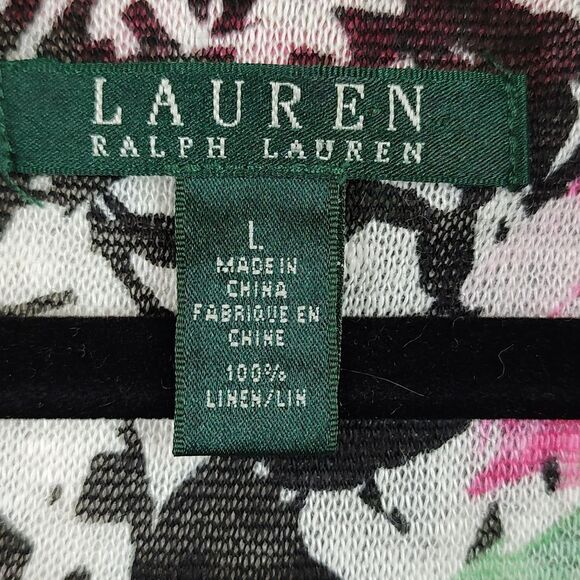 LAUREN
RALPH LAUREN
L
MADE IN
CHINA
FABRIQUE EN
CHINE
100%
LINEN/LIN